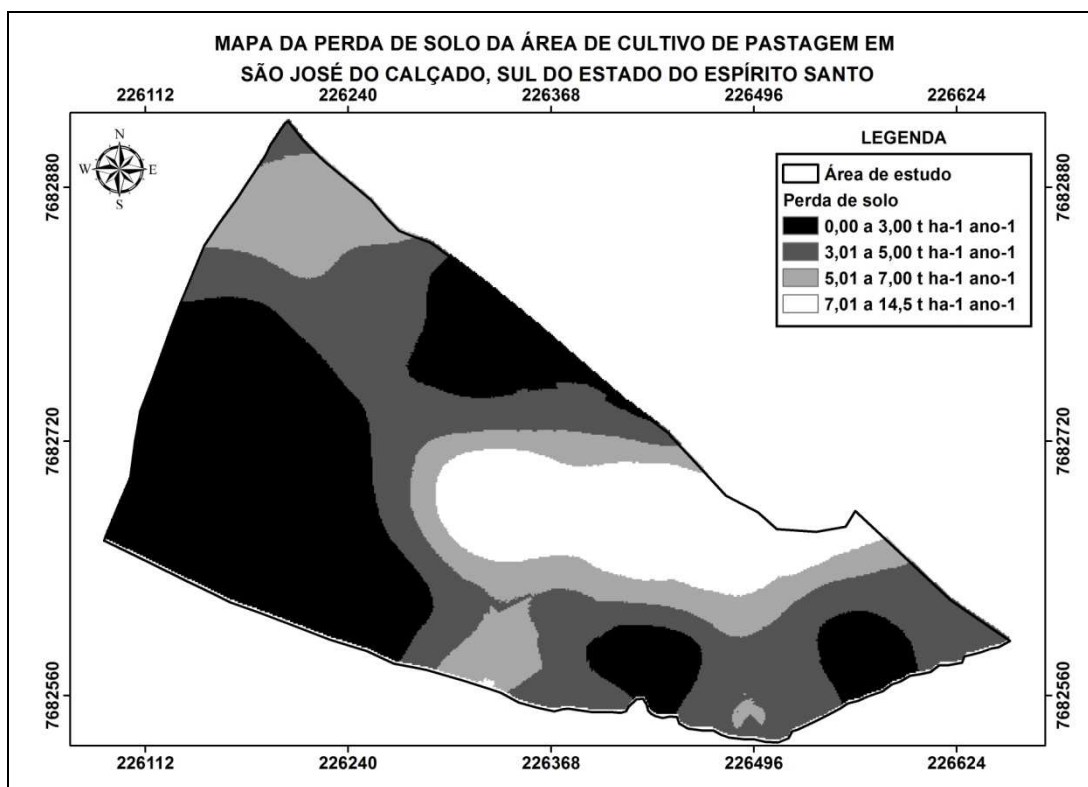 MAPA DA PERDA DE SOLO DA ÁREA DE CULTIVO DE PASTAGEM EM
SÃO JOSÉ DO CALÇADO, SUL DO ESTADO DO ESPÍRITO SANTO
226112 226240 226368 226496 226624
N
W E
S
LEGENDA
Área de estudo
Perda de solo
0,00 a 3,00 t ha-1 ano-1
3,01 a 5,00 t ha-1 ano-1
5,01 a 7,00 t ha-1 ano-1
7,01 a 14,5 t ha-1 ano-1
7682880 7682880
7682720 7682720
7682560 7682560
226112 226240 226368 226496 226624